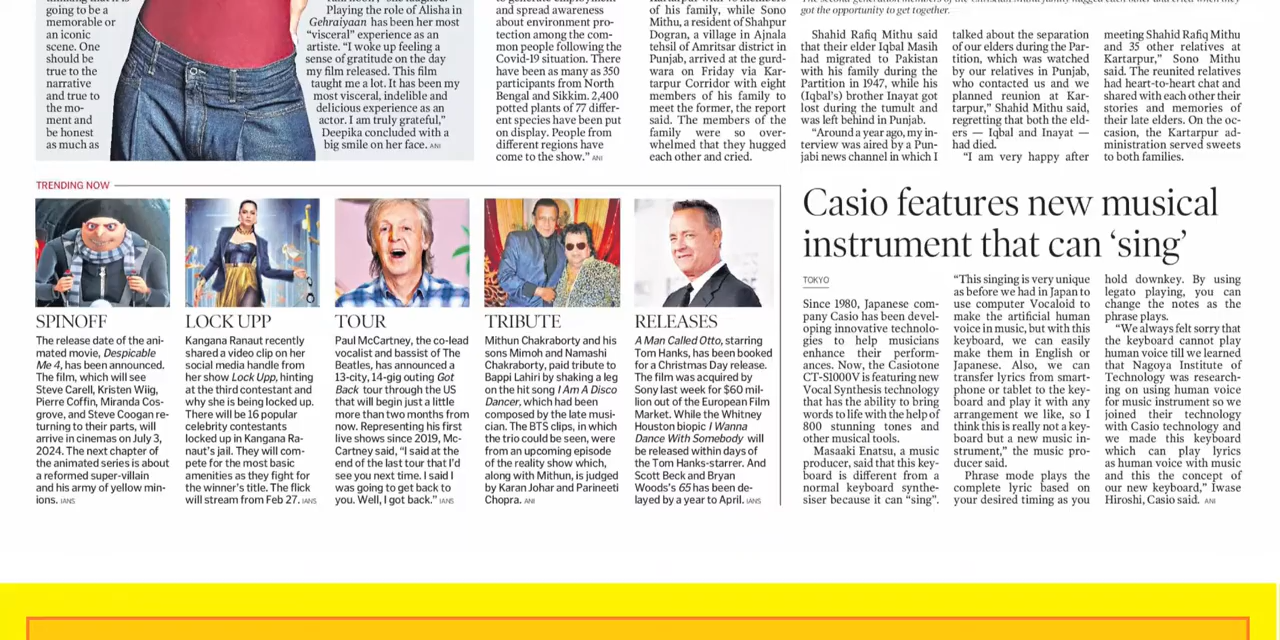 thinking that it is
going to be a
memorable or
an iconic
scene. One
should be
true to the
narrative
and true to
the mo-
ment and
be honest
as much as
Playing the role of Alisha in
Gehraiyaan has been her most
“visceral” experience as an
artiste. “I woke up feeling a
sense of gratitude on the day
my film released. This film
taught me a lot. It has been my
most visceral, indelible and
delicious experience as an
actor. I am truly grateful,”
Deepika concluded with a
big smile on her face. ANI
to generate employment
and spread awareness
about environment pro-
tection among the com-
mon people following the
Covid-19 situation. There
have been as many as 350
participants from North
Bengal and Sikkim. 2,400
potted plants of 77 differ-
ent species have been put
on display. People from
different regions have
come to the show.” ANI
of his family, while Sono
Mithu, a resident of Shahpur
Dogran, a village in Ajnala
tehsil of Amritsar district in
Punjab, arrived at the gurd-
wara on Friday via Kar-
tarpur Corridor with eight
members of his family to
meet the former, the report
said. The members of the
family were so over-
whelmed that they hugged
each other and cried.
got the opportunity to get together.
Shahid Rafiq Mithu said
that their elder Iqbal Masih
had migrated to Pakistan
with his family during the
Partition in 1947, while his
(Iqbal's) brother Inayat got
lost during the tumult and
was left behind in Punjab.
“Around a year ago, my in-
terview was aired by a Pun-
jabi news channel in which I
talked about the separation
of our elders during the Par-
tition, which was watched
by our relatives in Punjab,
who contacted us and we
planned reunion at Kar-
tarpur,” Shahid Mithu said,
regretting that both the eld-
ers — Iqbal and Inayat —
had died.
“I am very happy after
meeting Shahid Rafiq Mithu
and 35 other relatives at
Kartarpur,” Sono Mithu
said. The reunited relatives
had heart-to-heart chat and
shared with each other their
stories and memories of
their late elders. On the oc-
casion, the Kartarpur ad-
ministration served sweets
to both families.
TRENDING NOW
SPINOFF
The release date of the ani-
mated movie, Despicable
Me 4, has been announced.
The film, which will see
Steve Carell, Kristen Wiig,
Pierre Coffin, Miranda Cos-
grove, and Steve Coogan re-
turning to their parts, will
arrive in cinemas on July 3,
2024. The next chapter of
the animated series is about
a reformed super-villain
and his army of yellow min-
ions. IANS
LOCK UPP
Kangana Ranaut recently
shared a video clip on her
social media handle from
her show Lock Upp, hinting
at the third contestant and
why she is being locked up.
There will be 16 popular
celebrity contestants
locked up in Kangana Ra-
naut's jail. They will com-
pete for the most basic
amenities as they fight for
the winner's title. The flick
will stream from Feb 27. IANS
TOUR
Paul McCartney, the co-lead
vocalist and bassist of The
Beatles, has announced a
13-city, 14-gig outing Got
Back tour through the US
that will begin just a little
more than two months from
now. Representing his first
live shows since 2019, Mc-
Cartney said, “I said at the
end of the last tour that I'd
see you next time. I said I
was going to get back to
you. Well, I got back.” IANS
TRIBUTE
Mithun Chakraborty and his
sons Mimoh and Namashi
Chakraborty, paid tribute to
Bappi Lahiri by shaking a leg
on the hit song I Am A Disco
Dancer, which had been
composed by the late musi-
cian. The BTS clips, in which
the trio could be seen, were
from an upcoming episode
of the reality show which,
along with Mithun, is judged
by Karan Johar and Parineeti
Chopra. ANI
RELEASES
A Man Called Otto, starring
Tom Hanks, has been booked
for a Christmas Day release.
The film was acquired by
Sony last week for $60 mil-
lion out of the European Film
Market. While the Whitney
Houston biopic I Wanna
Dance With Somebody will
be released within days of
the Tom Hanks-starrer. And
Scott Beck and Bryan
Woods's 65 has been de-
layed by a year to April. IANS
Casio features new musical
instrument that can ‘sing’
TOKYO
Since 1980, Japanese com-
pany Casio has been devel-
oping innovative technolo-
gies to help musicians
enhance their perform-
ances. Now, the Casiotone
CT-S1000V is featuring new
Vocal Synthesis technology
that has the ability to bring
words to life with the help of
800 stunning tones and
other musical tools.
Masaaki Enatsu, a music
producer, said that this key-
board is different from a
normal keyboard synthe-
siser because it can “sing”.
“This singing is very unique
as before we had in Japan to
use computer Vocaloid to
make the artificial human
voice in music, but with this
keyboard, we can easily
make them in English or
Japanese. Also, we can
transfer lyrics from smart-
phone or tablet to the key-
board and play it with any
arrangement we like, so I
think this is really not a key-
board but a new music in-
strument,” the music pro-
ducer said.
Phrase mode plays the
complete lyric based on
your desired timing as you
hold downkey. By using
legato playing, you can
change the notes as the
phrase plays.
“We always felt sorry that
the keyboard cannot play
human voice till we learned
that Nagoya Institute of
Technology was research-
ing on using human voice
for music instrument so we
joined their technology
with Casio technology and
we made this keyboard
which can play lyrics
as human voice with music
and this the concept of
our new keyboard,” Iwase
Hiroshi, Casio said. ANI